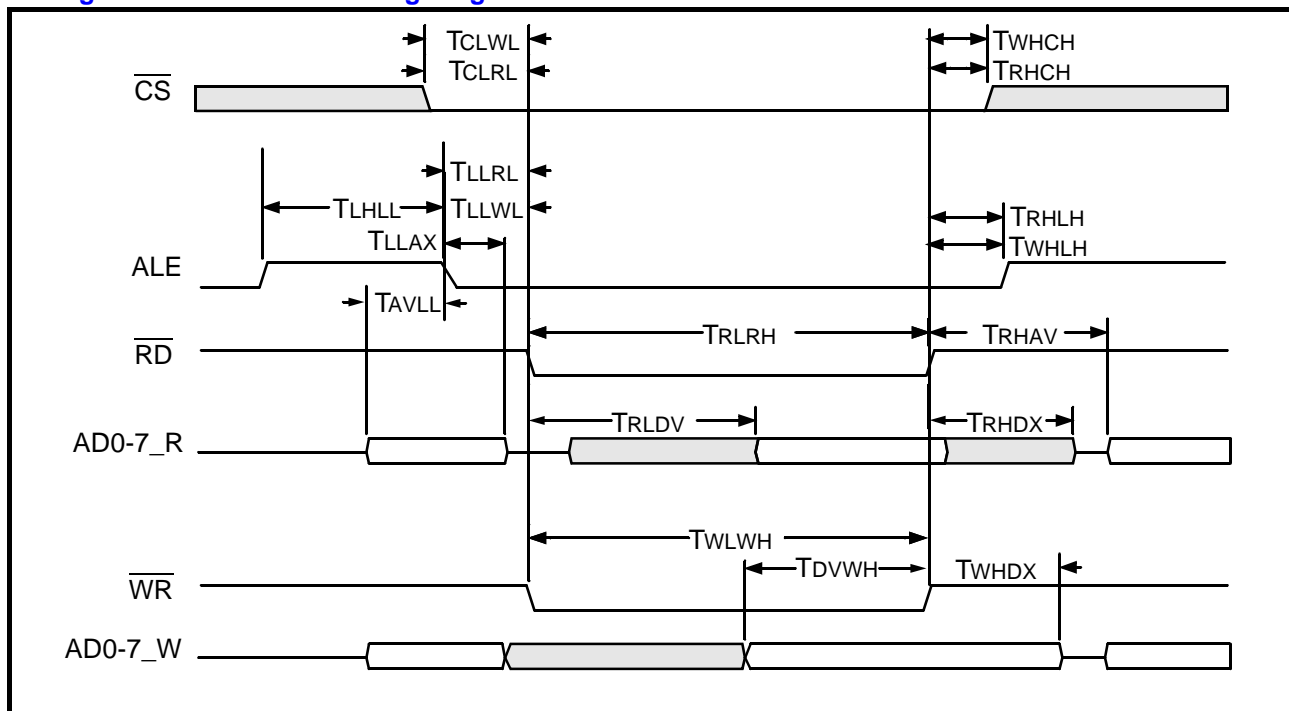 TCLWL
TWHCH
TCLRL
TRHCH
CS
TLLRL
TLHLL
TLLWL
TRHLH
TLLAX
TWHLH
ALE
TAVLL
TRLRH
TRHAV
RD
TRLDV
TRHDX
AD0-7_R
TWLWH
TDVWH
TWHDX
WR
AD0-7_W